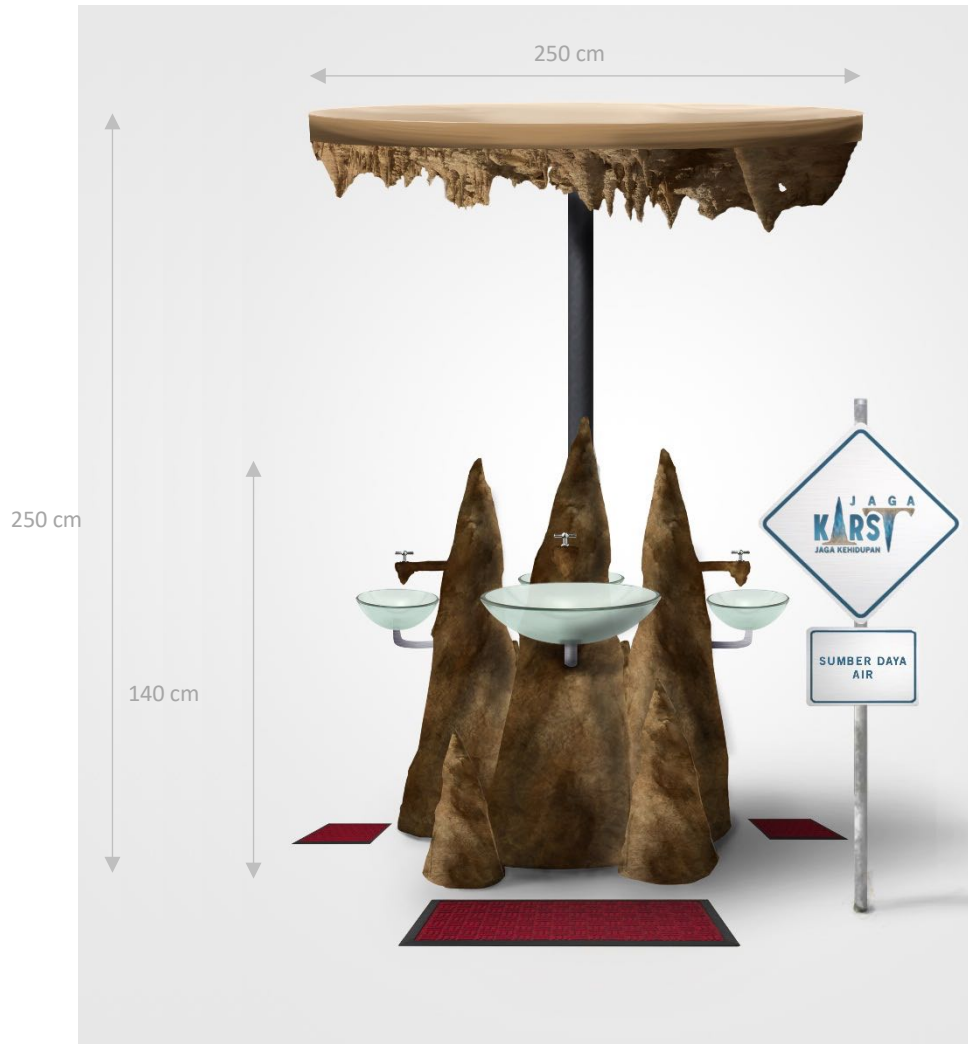 250 cm
250 cm
140 cm
JAGA
KARST
JAGA KEHIDUPAN
SUMBER DAYA
AIR